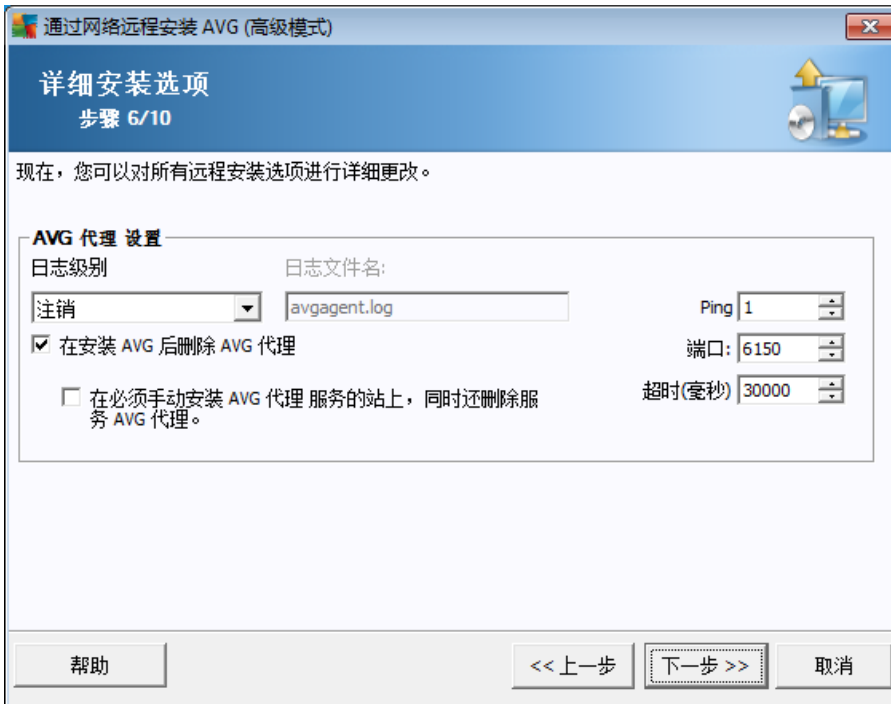 通过网络远程安装 AVG (高级模式)
详细安装选项
步骤 6/10
现在，您可以对所有远程安装选项进行详细更改。
AVG 代理 设置
日志级别
日志文件名:
注销
avgagent.log
Ping 1
在安装 AVG 后删除 AVG 代理
端口: 6150
在必须手动安装 AVG 代理 服务的站上，同时还删除服
务 AVG 代理。
超时(毫秒) 30000
帮助
<< 上一步
下一步 >>
取消